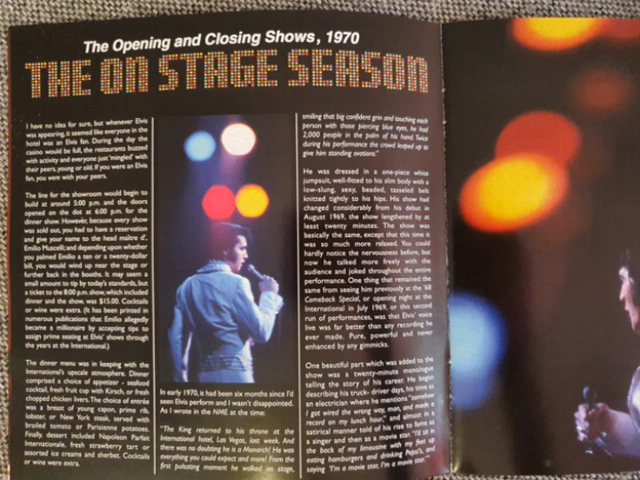 The Opening and Closing Shows, 1970
THE ON STAGE SEASON
I have no idea for sure, but whenever Elvis
was appearing, it seemed like everyone in the
hotel was an Elvis fan. During the day the
casino would be full, the restaurants buzzed
with activity and everyone just 'mingled' with
their peers, young or old. If you were an Elvis
fan, you were with your peers.
The line for the showroom would begin to
build at around 5:00 p.m. and the doors
opened on the dot at 6:00 p.m. for the
dinner show. However, because every show
was sold out, you had to have a reservation
and give your name to the head maître d',
Emilio Muscelli; and depending upon whether
you palmed Emilio a ten or a twenty-dollar
bill, you would wind up near the stage or
further back in the booths. It may seem a
small amount to tip by today's standards, but
a ticket to the 8:00 p.m. show, which included
dinner and the show, was $15.00. Cocktails
or wine were extra. (It has been printed in
numerous publications that Emilio allegedly
became a millionaire by accepting tips to
assign prime seating at Elvis' shows through
the years at the International.)
The dinner menu was in keeping with the
International's upscale atmosphere. Dinner
comprised a choice of appetizer - seafood
cocktail, fresh fruit cup with Kirsch, or fresh
chopped chicken livers. The choice of entrée
was a breast of young capon, prime rib,
lobster, or New York steak, served with
broiled tomato or Parisienne potatoes.
Finally, dessert included Napoleon Parfait
Internationale, fresh strawberry tart or
assorted ice creams and sherbet. Cocktails
or wine were extra.
In early 1970, it had been six months since I'd
seen Elvis perform and I wasn't disappointed.
As I wrote in the NME at the time:
"The King returned to his throne at the
International hotel, Las Vegas, last week. And
there was no doubting he is a Monarch! He was
everything you could expect and more! From the
first pulsating moment he walked on stage,
smiling that big confident grin and touching each
person with those piercing blue eyes, he had
2,000 people in the palm of his hand. Twice
during his performance the crowd leaped up to
give him standing ovations."
He was dressed in a one-piece white
jumpsuit, well-fitted to his slim body with a
low-slung, sexy, beaded, tasseled belt
knitted tightly to his hips. His show had
changed considerably from his debut in
August 1969, the show lengthened by at
least twenty minutes. The show was
basically the same, except that this time it
was so much more relaxed. You could
hardly notice the nervousness before, but
now he talked more freely with the
audience and joked throughout the entire
performance. One thing that remained the
same from seeing him previously at the '68
Comeback Special, or opening night at the
International in July 1969, or this second
run of performances, was that Elvis' voice
live was far better than any recording he
ever made. Pure, powerful and never
enhanced by any gimmicks.
One beautiful part which was added to the
show was a twenty-minute monologue
telling the story of his career. He began
describing his truck- driver days, his time as
an electrician where he mentions "somehow
I got wired the wrong way, man, and made a
record on my lunch hour" and almost in a
satirical manner told of his rise to fame as
a singer and then as a movie star. "I'd sit in
the back of my limousine with my feet up
eating hamburgers and drinking Pepsi's, and
saying 'I'm a movie star, I'm a movie star.'"